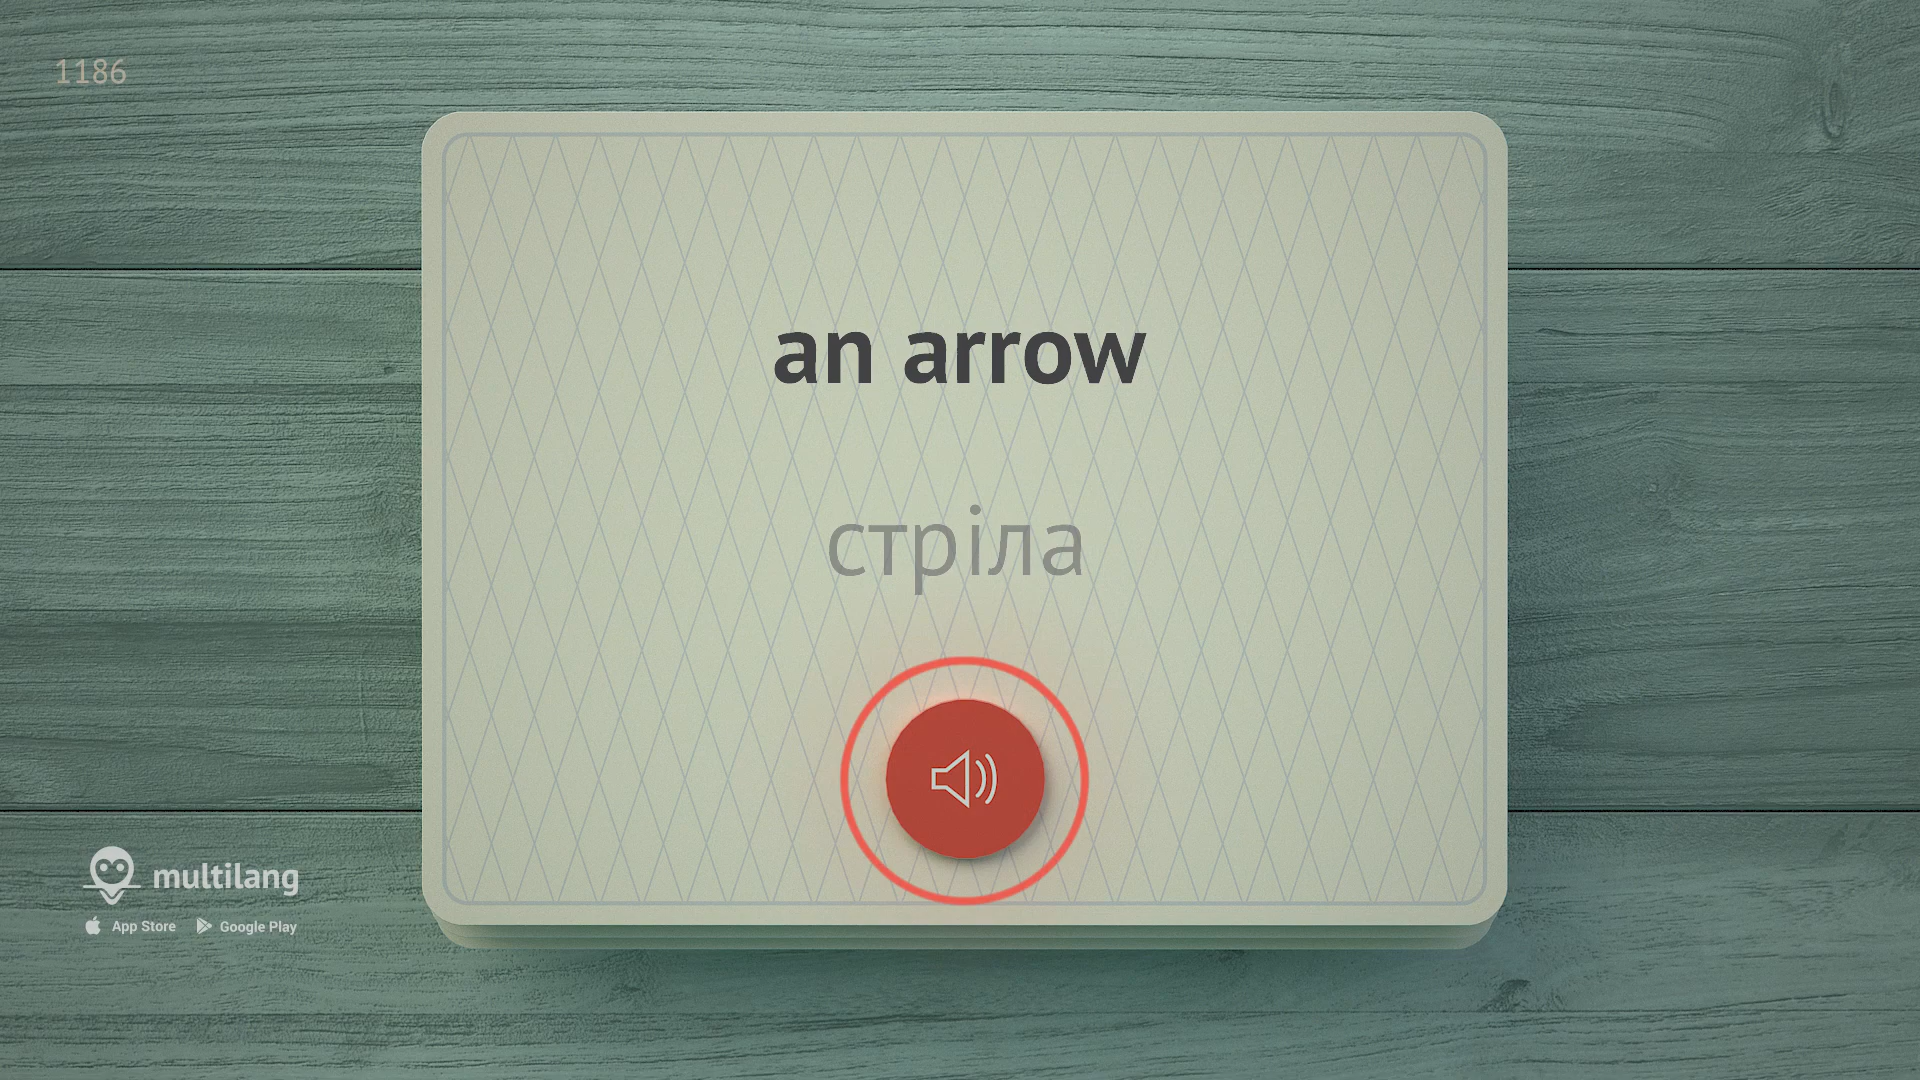 1186
an arrow
стріла
multilang
App Store
Google Play